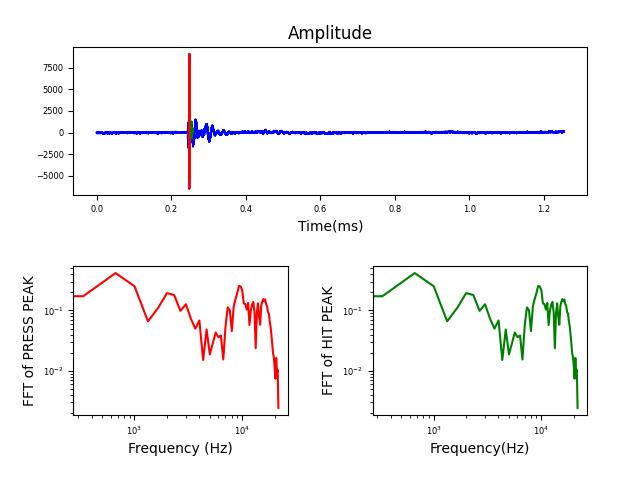 Amplitude
7500
5000
2500
0
−2500
−5000
0.0 0.2 0.4 0.6 0.8 1.0 1.2
Time(ms)
FFT of PRESS PEAK
10⁻¹
10⁻²
10³ 10⁴
Frequency (Hz)
FFT of HIT PEAK
10⁻¹
10⁻²
10³ 10⁴
Frequency(Hz)